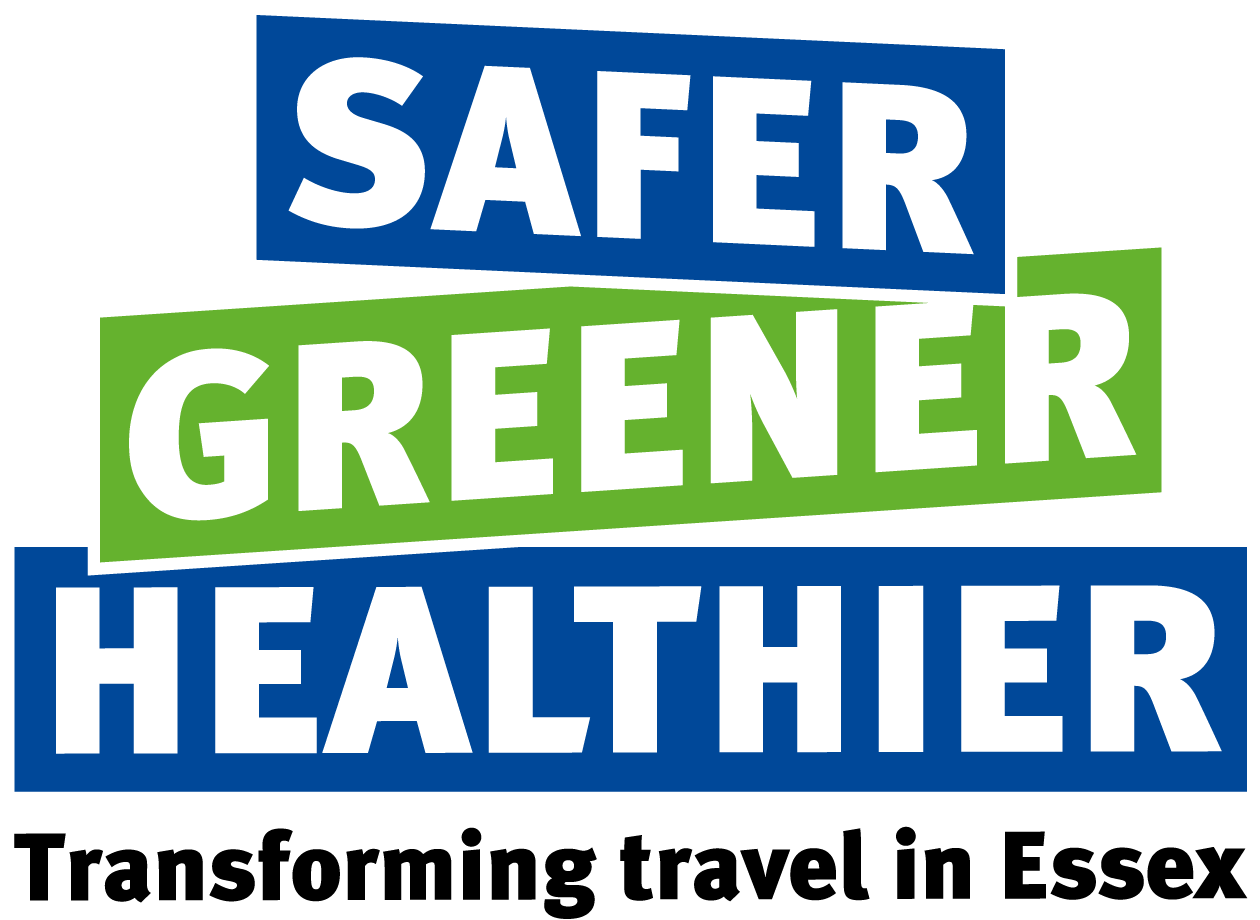 SAFER
GREENER
HEALTHIER
Transforming travel in Essex